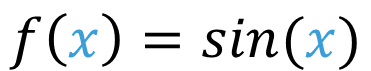 f(x) = sin(x)